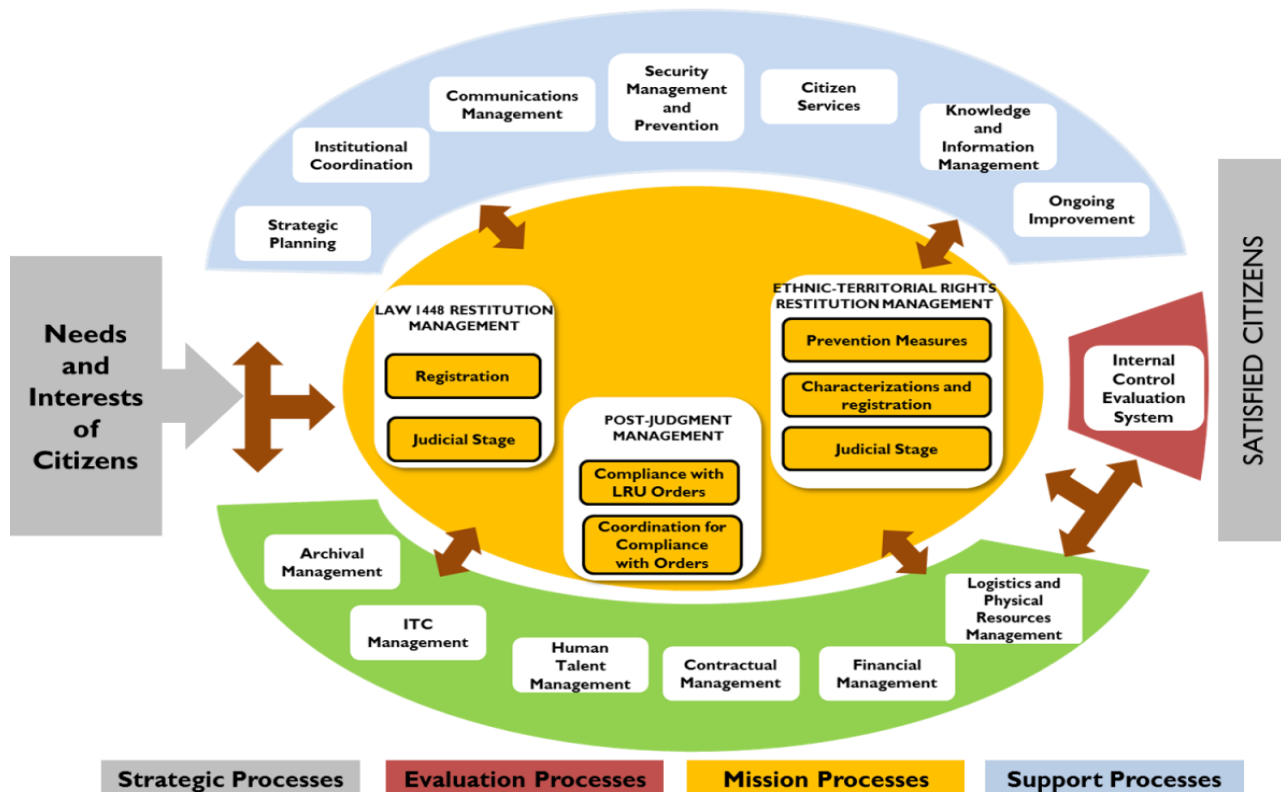 Security
Management
and
Prevention
Citizen
Services
Communications
Management
Knowledge
and
Information
Management
Institutional
Coordination
Ongoing
Improvement
Strategic
Planning
Needs
and
Interests
of
Citizens
LAW 1448 RESTITUTION
MANAGEMENT
Registration
Judicial Stage
POST-JUDGMENT
MANAGEMENT
Compliance with
LRU Orders
Coordination for
Compliance
with Orders
ETHNIC-TERRITORIAL RIGHTS
RESTITUTION MANAGEMENT
Prevention Measures
Characterizations and
registration
Judicial Stage
Internal
Control
Evaluation
System
SATISFIED CITIZENS
Archival
Management
ITC
Management
Human
Talent
Management
Contractual
Management
Financial
Management
Logistics and
Physical
Resources
Management
Strategic Processes
Evaluation Processes
Mission Processes
Support Processes